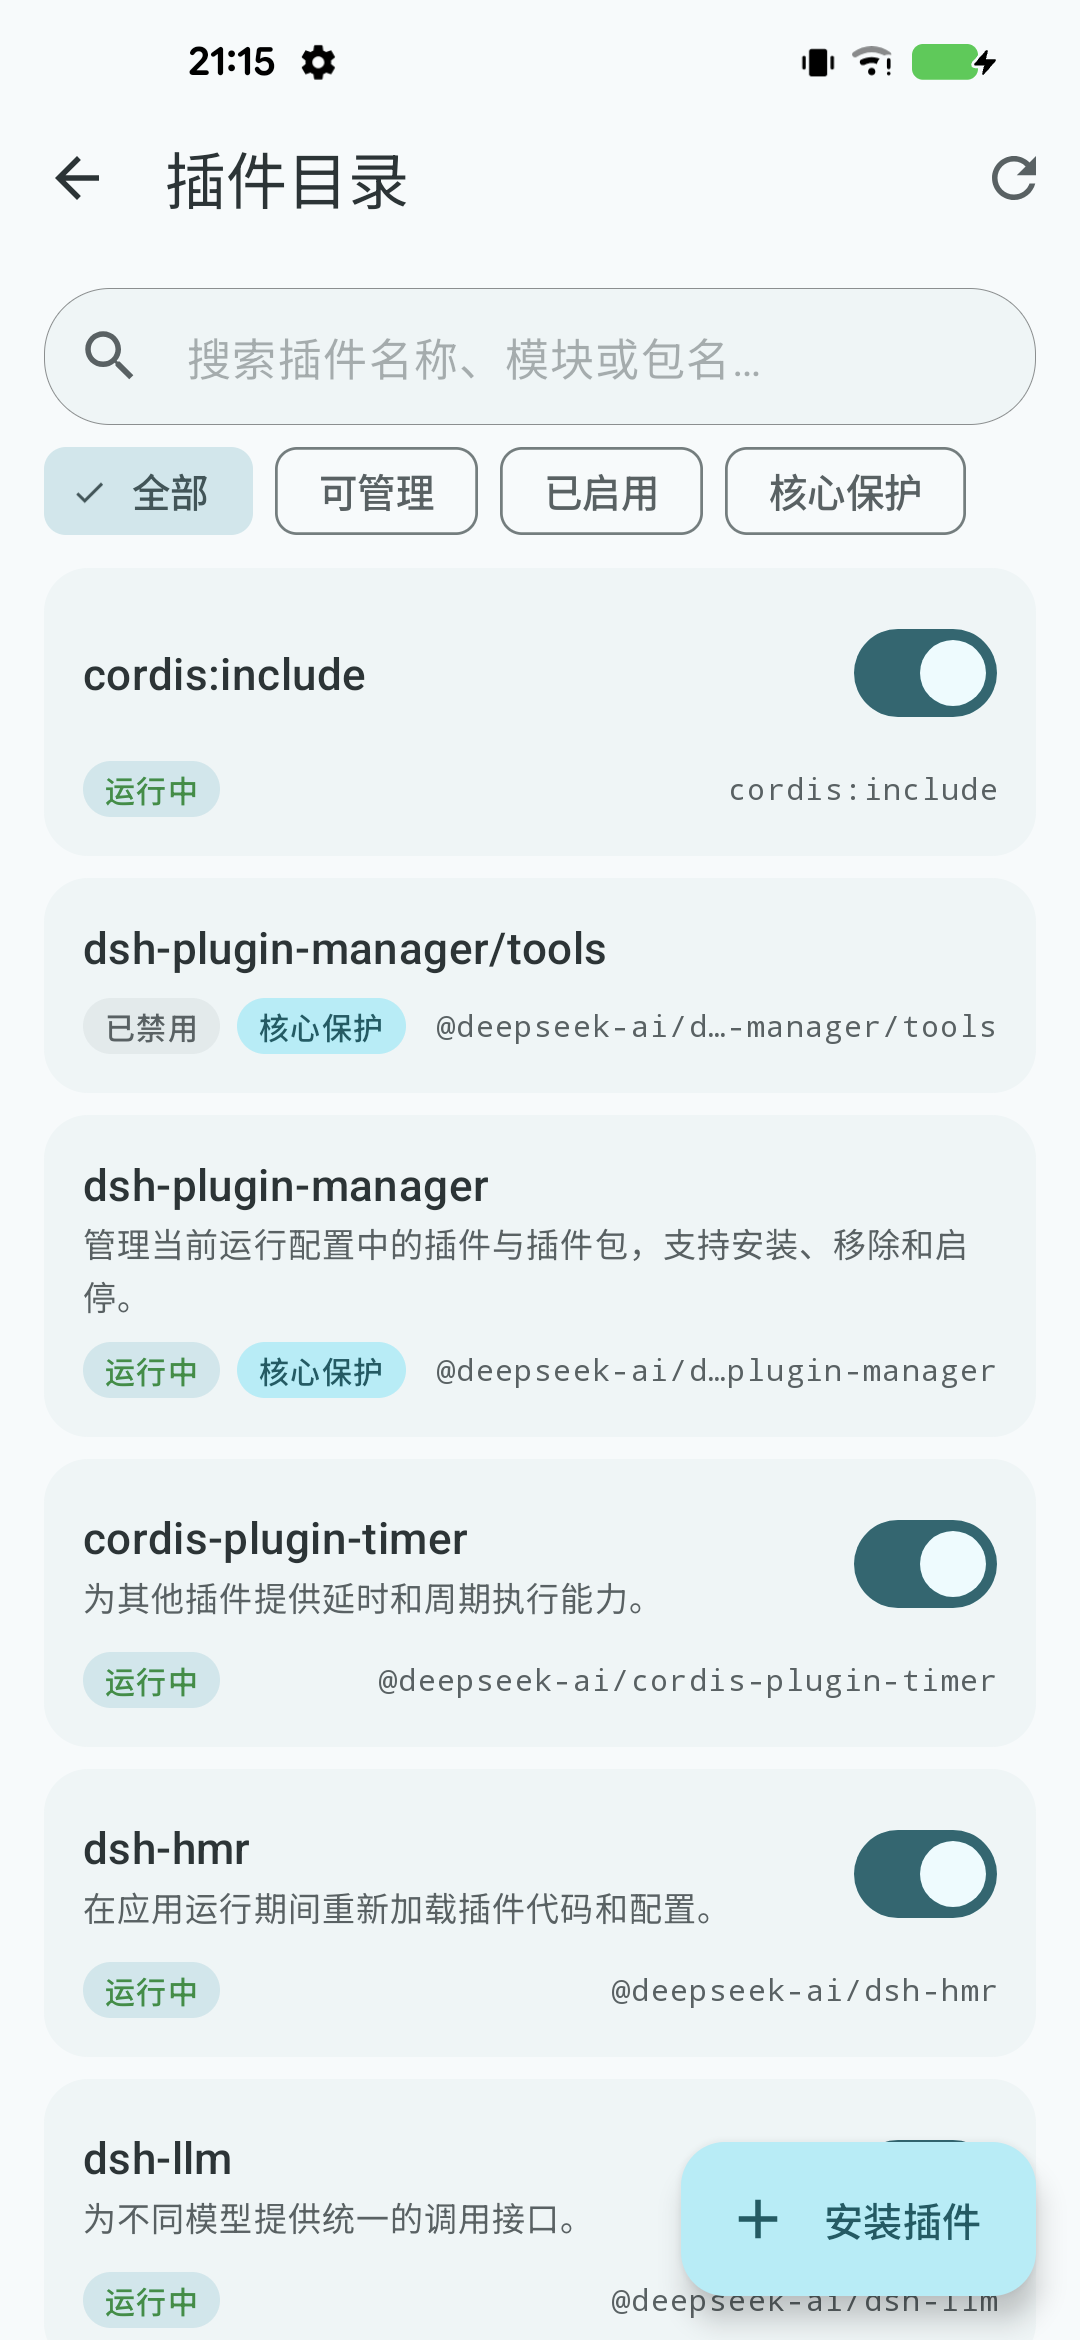 21:15
插件目录
搜索插件名称、模块或包名...
全部 可管理 已启用 核心保护
cordis:include
运行中 cordis:include
dsh-plugin-manager/tools
已禁用 核心保护 @deepseek-ai/d…-manager/tools
dsh-plugin-manager
管理当前运行配置中的插件与插件包，支持安装、移除和启
停。
运行中 核心保护 @deepseek-ai/d…plugin-manager
cordis-plugin-timer
为其他插件提供延时和周期执行能力。
运行中 @deepseek-ai/cordis-plugin-timer
dsh-hmr
在应用运行期间重新加载插件代码和配置。
运行中 @deepseek-ai/dsh-hmr
dsh-llm
为不同模型提供统一的调用接口。
安装插件
运行中 @deepseek-ai/dsh-llm